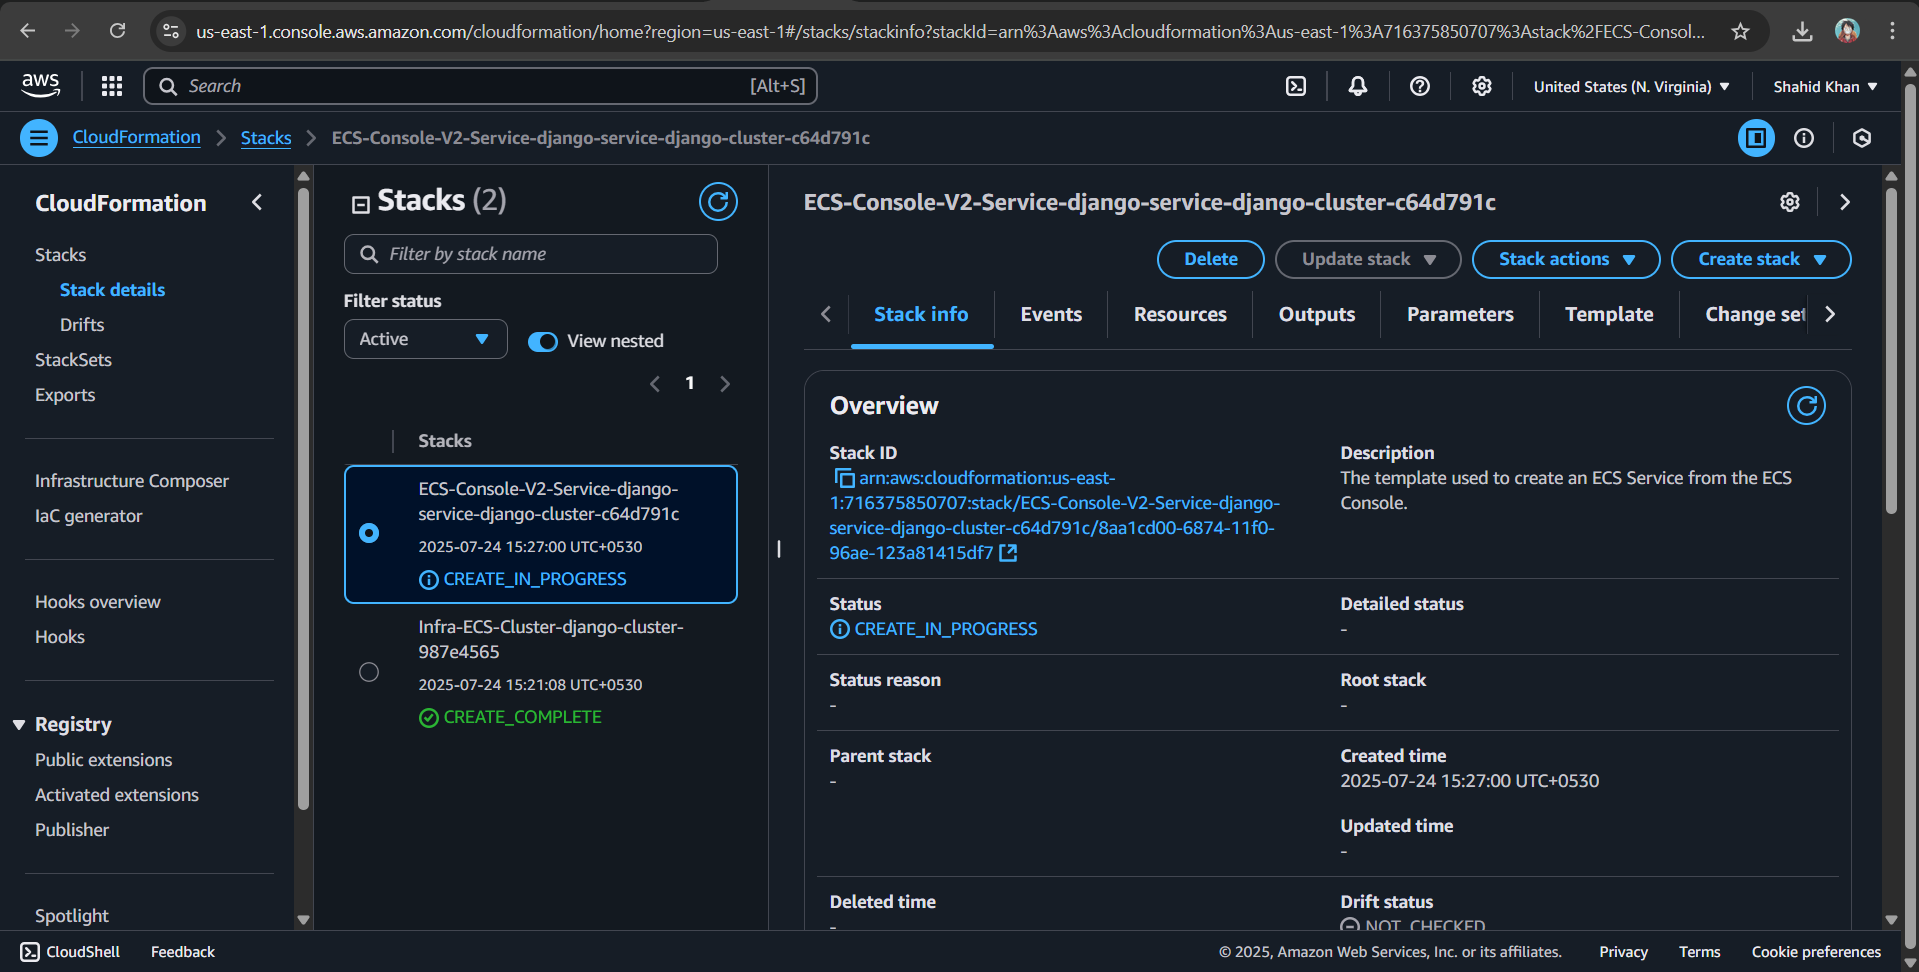 us-east-1.console.aws.amazon.com/cloudformation/home?region=us-east-1#/stacks/stackinfo?stackId=arn%3Aaws%3Acloudformation%3Aus-east-1%3A716375850707%3Astack%2FECS-Consol...
aws
Search [Alt+S]
United States (N. Virginia)
Shahid Khan
CloudFormation
Stacks
ECS-Console-V2-Service-django-service-django-cluster-c64d791c
CloudFormation
Stacks
Stack details
Drifts
StackSets
Exports
Infrastructure Composer
IaC generator
Hooks overview
Hooks
Registry
Public extensions
Activated extensions
Publisher
Spotlight
Stacks (2)
Filter by stack name
Filter status
Active
View nested
1
Stacks
ECS-Console-V2-Service-django-
service-django-cluster-c64d791c
2025-07-24 15:27:00 UTC+0530
CREATE_IN_PROGRESS
Infra-ECS-Cluster-django-cluster-
987e4565
2025-07-24 15:21:08 UTC+0530
CREATE_COMPLETE
ECS-Console-V2-Service-django-service-django-cluster-c64d791c
Delete
Update stack
Stack actions
Create stack
Stack info
Events
Resources
Outputs
Parameters
Template
Change set
Overview
Stack ID
arn:aws:cloudformation:us-east-
1:716375850707:stack/ECS-Console-V2-Service-django-
service-django-cluster-c64d791c/8aa1cd00-6874-11f0-
96ae-123a81415df7
Description
The template used to create an ECS Service from the ECS
Console.
Status
CREATE_IN_PROGRESS
Detailed status
-
Status reason
-
Root stack
-
Parent stack
-
Created time
2025-07-24 15:27:00 UTC+0530
Updated time
-
Deleted time
-
Drift status
NOT_CHECKED
CloudShell
Feedback
© 2025, Amazon Web Services, Inc. or its affiliates.
Privacy
Terms
Cookie preferences